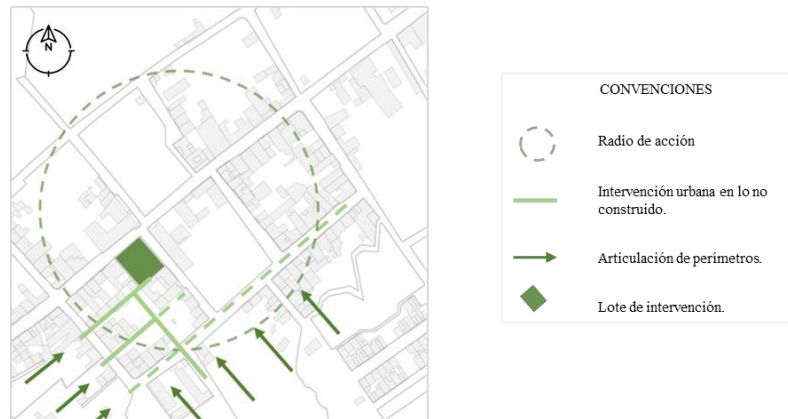 N
CONVENCIONES
Radio de acción
Intervención urbana en lo no
construido.
Articulación de perímetros.
Lote de intervención.